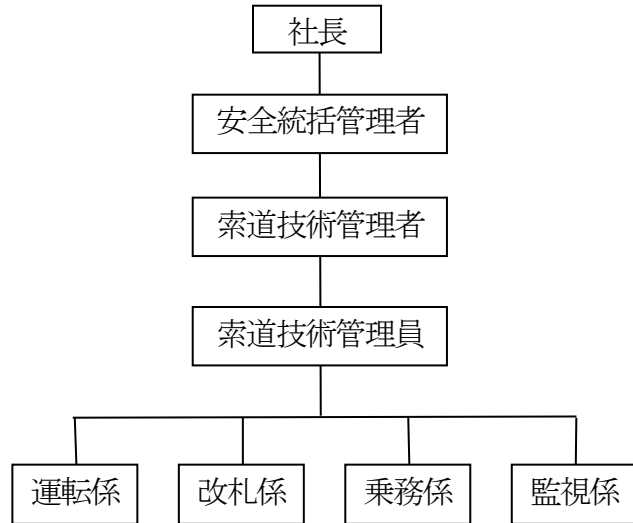 社長
安全統括管理者
索道技術管理者
索道技術管理員
運転係
改札係
乗務係
監視係